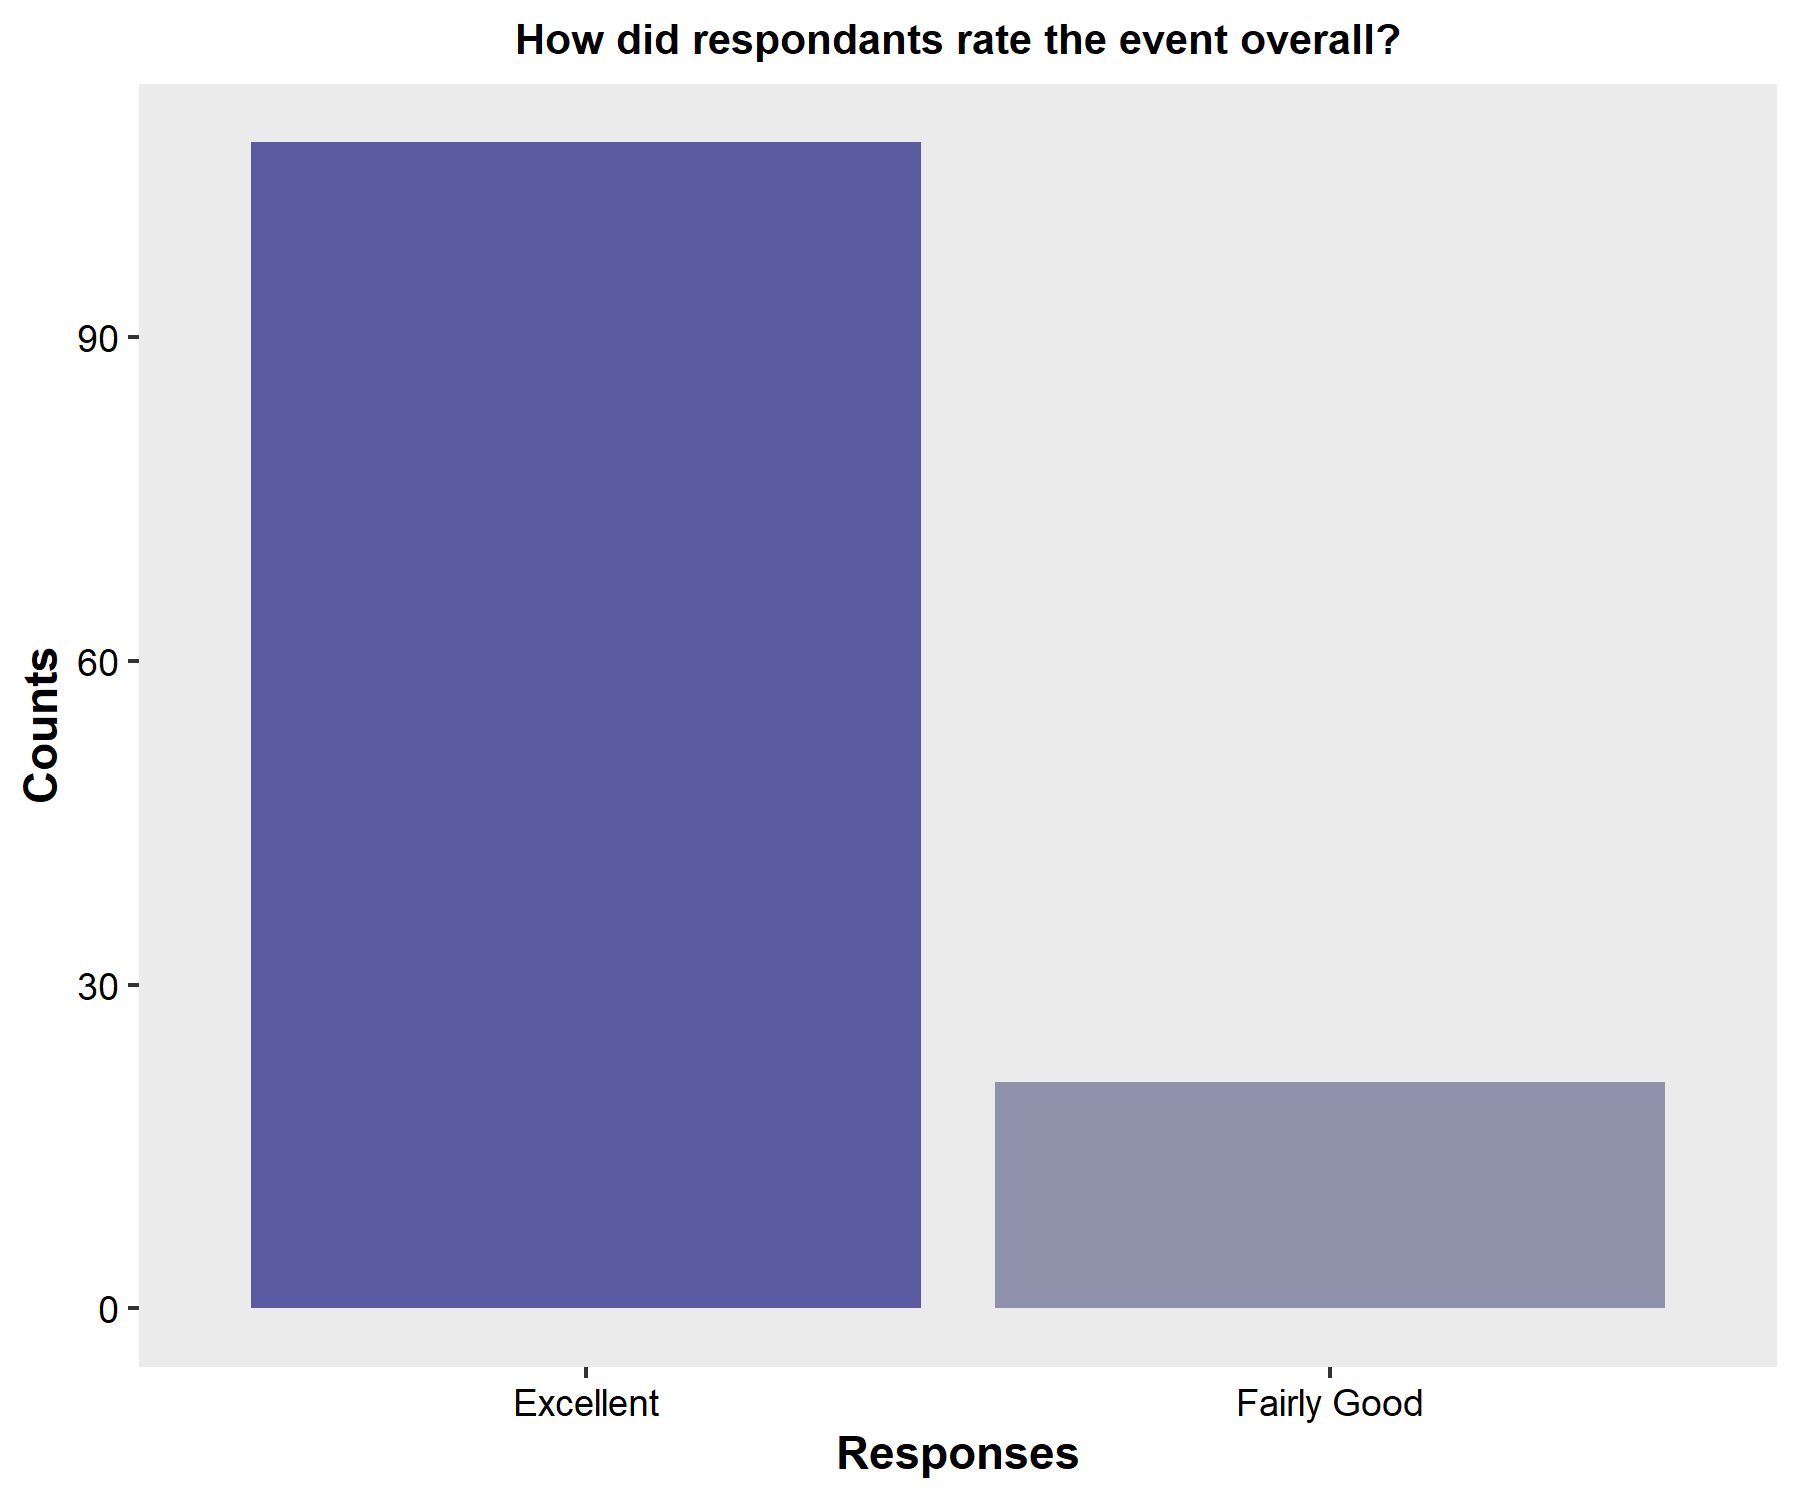 How did respondants rate the event overall?
90
60
30
0
Counts
Excellent
Fairly Good
Responses